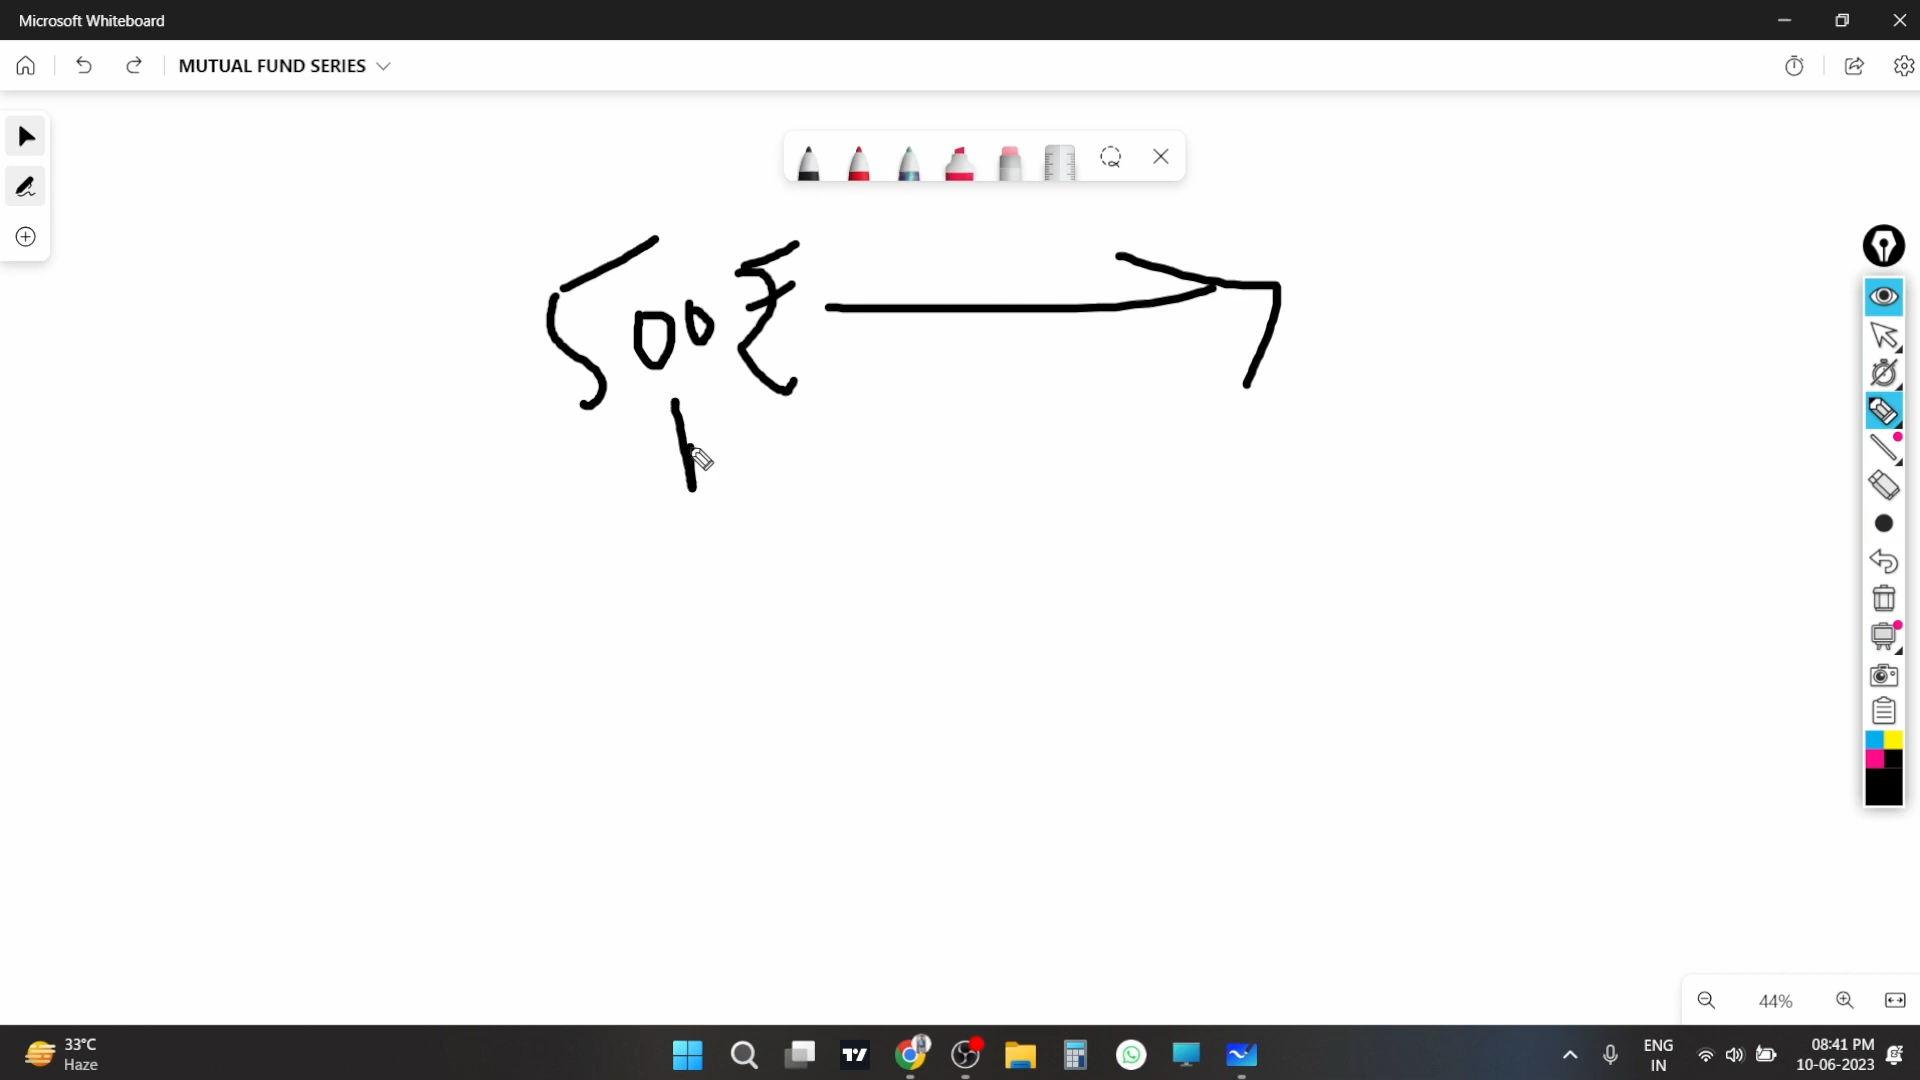 Microsoft Whiteboard
MUTUAL FUND SERIES
500₹
44%
33°C
Haze
ENG
IN
08:41 PM
10-06-2023